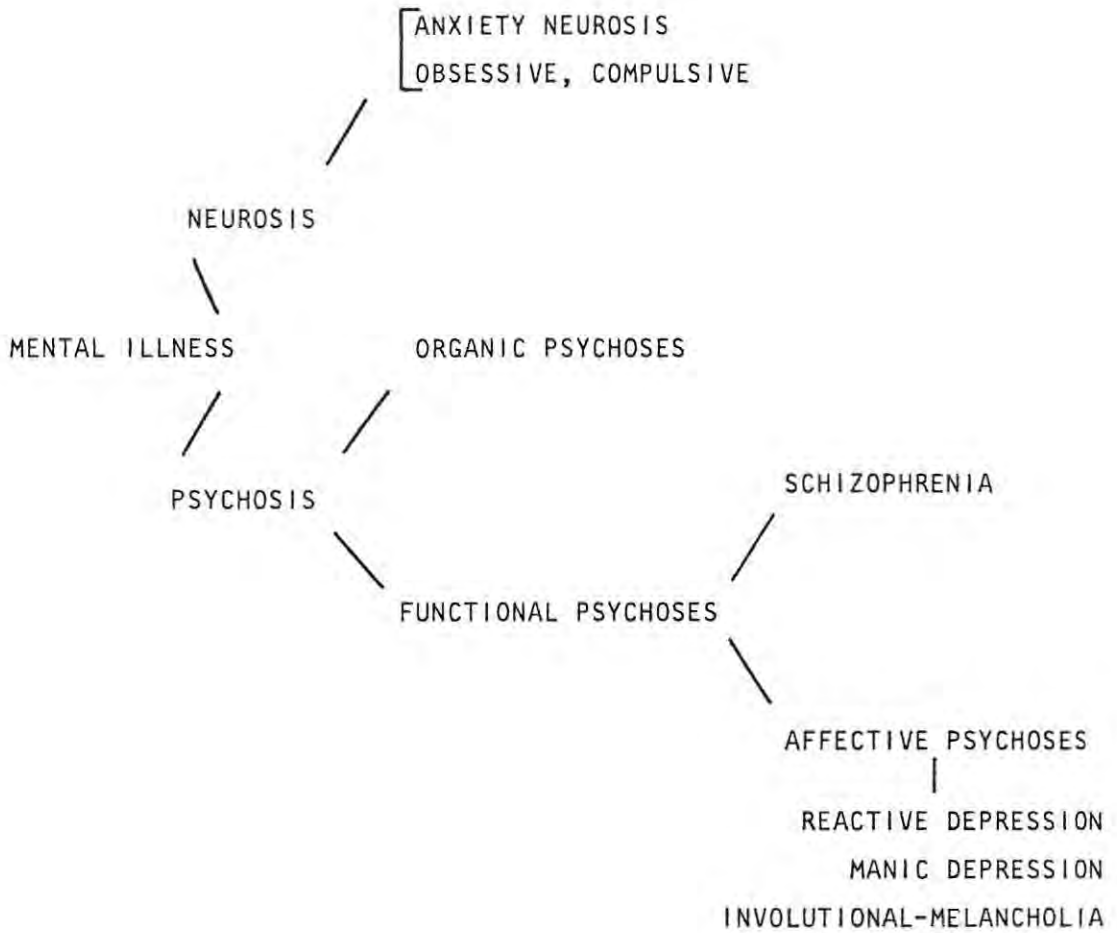 ANXIETY NEUROSIS
OBSESSIVE, COMPULSIVE
NEUROSIS
MENTAL ILLNESS
ORGANIC PSYCHOSES
PSYCHOSIS
SCHIZOPHRENIA
FUNCTIONAL PSYCHOSES
AFFECTIVE PSYCHOSES
REACTIVE DEPRESSION
MANIC DEPRESSION
INVOLUTIONAL-MELANCHOLIA